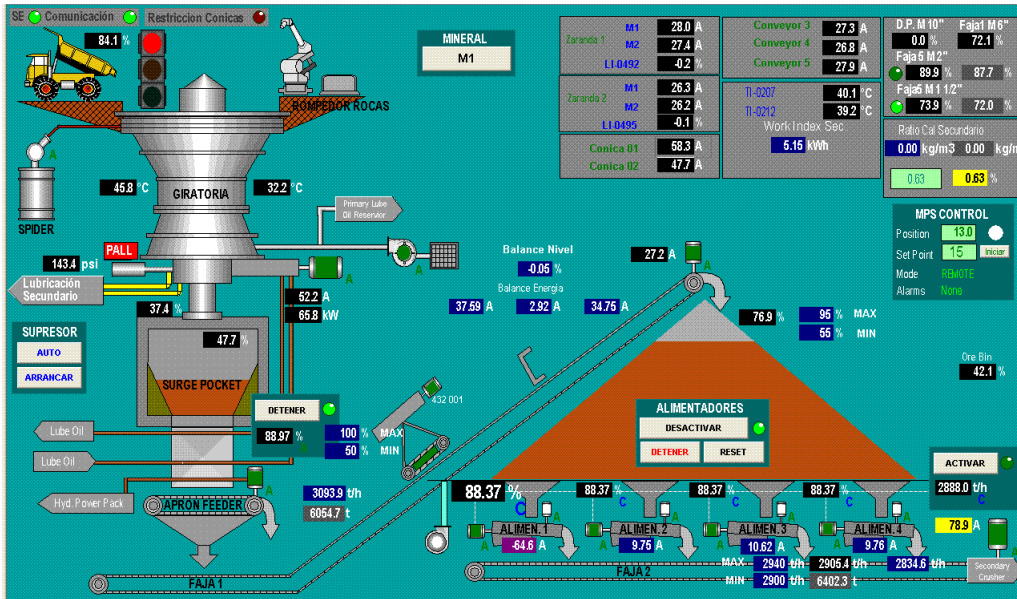 SE Comunicación Restriccion Conicas
84.1 %
ROMPEDOR ROCAS
MINERAL
M1
Zaranda 1
M1 28.0 A
M2 27.4 A
LI-0492 -0.2 %
Zaranda 2
M1 26.3 A
M2 26.2 A
LI-0495 -0.1 %
Conica 01 58.3 A
Conica 02 47.7 A
Conveyor 3 27.3 A
Conveyor 4 26.8 A
Conveyor 5 27.9 A
TI-0207 40.1 °C
TI-0212 39.2 °C
Work Index Sec
5.15 kWh
D.P. M 10" Faja1 M6"
0.0 % 72.1 %
Faja5 M2"
89.9 % 87.7 %
Faja5 M1 1/2"
73.9 % 72.0 %
Ratio Cal Secundario
0.00 kg/m3 0.00 kg/m
0.63 0.63 %
A
SPIDER
45.8 °C GIRATORIA 32.2 °C
Primary Lube
Oil Reservoir
A
MPS CONTROL
Position 13.0
Set Point 15 Iniciar
Mode REMOTE
Alarms None
PALL
143.4 psi
Lubricación
Secundario
A
52.2 A
65.8 kW
37.4 %
47.7 %
SURGE POCKET
SUPRESOR
AUTO
ARRANCAR
Balance Nivel
-0.05 %
Balance Energia
37.59 A 2.92 A 34.75 A
27.2 A
A
76.9 % 95 % MAX
55 % MIN
Ore Bin
42.1 %
DETENER
88.97 % 100 % MAX
50 % MIN
A
432 001
Lube Oil
Lube Oil
Hyd. Power Pack
APRON FEEDER
A
3093.9 t/h
6054.7 t
FAJA 1
ALIMENTADORES
DESACTIVAR
DETENER RESET
ACTIVAR
2888.0 t/h
C
78.9 A
88.37 % 88.37 C 88.37 C 88.37 C
C
A A A A
ALIMEN.1 ALIMEN.2 ALIMEN.3 ALIMEN.4
A A A A
-64.6 A 9.75 A 10.62 A 9.76 A
MAX 2940 t/h 2905.4 t/h 2834.6 t/h
MIN 2900 t/h 6402.3 t
FAJA 2
A
Secondary
Crusher